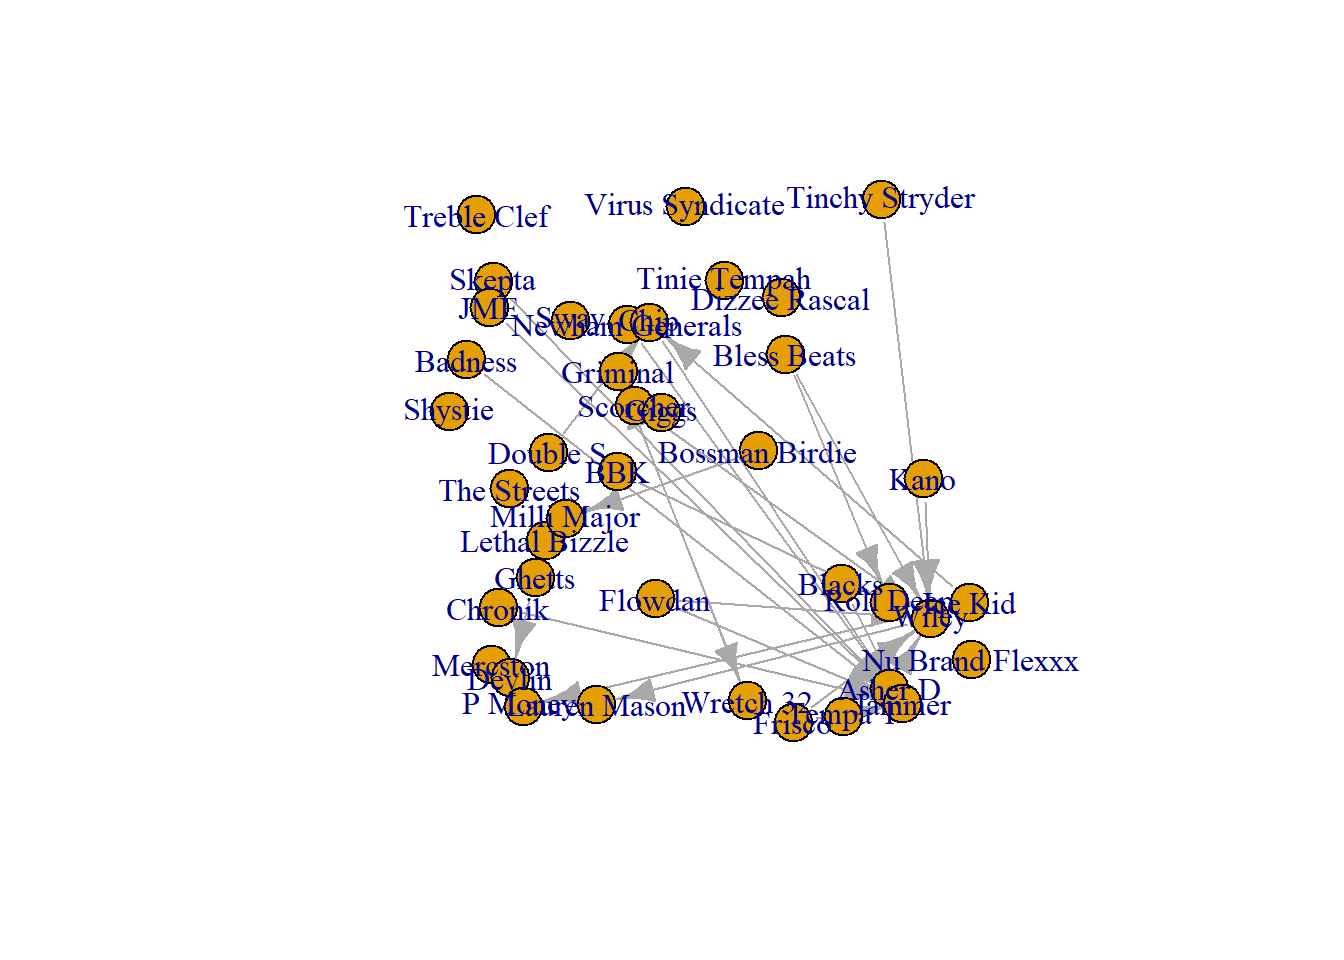 Tinchy Stryder
Virus Syndicate
Treble Clef
Skepta
Tinie Tempah
Dizzee Rascal
JME
Sway
Chip
Newham Generals
Bless Beats
Badness
Griminal
Shystie
Scorcher
Giggs
Double S
Bossman Birdie
BBK
Kano
The Streets
Milli Major
Lethal Bizzle
Ghetts
Blacks
Flowdan
Roll Deep
Ice Kid
Chronik
Wiley
Nu Brand Flexxx
Mercston
Devlin
Asher D
P Money
Lauren Mason
Wretch 32
Jammer
Tempa T
Frisco